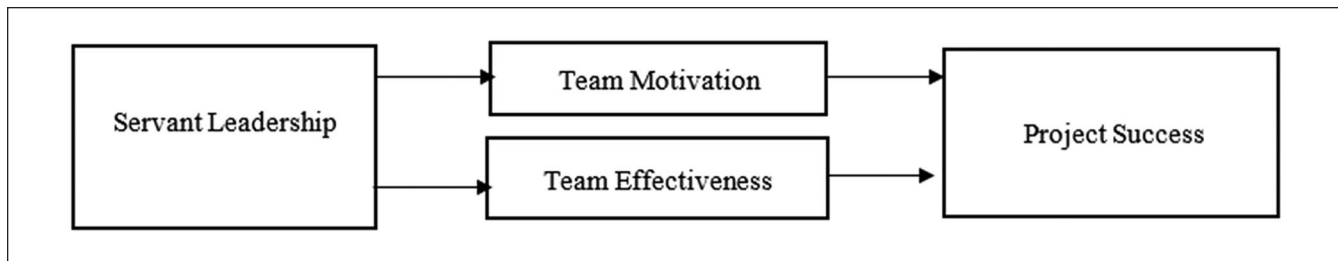 Servant Leadership
Team Motivation
Team Effectiveness
Project Success